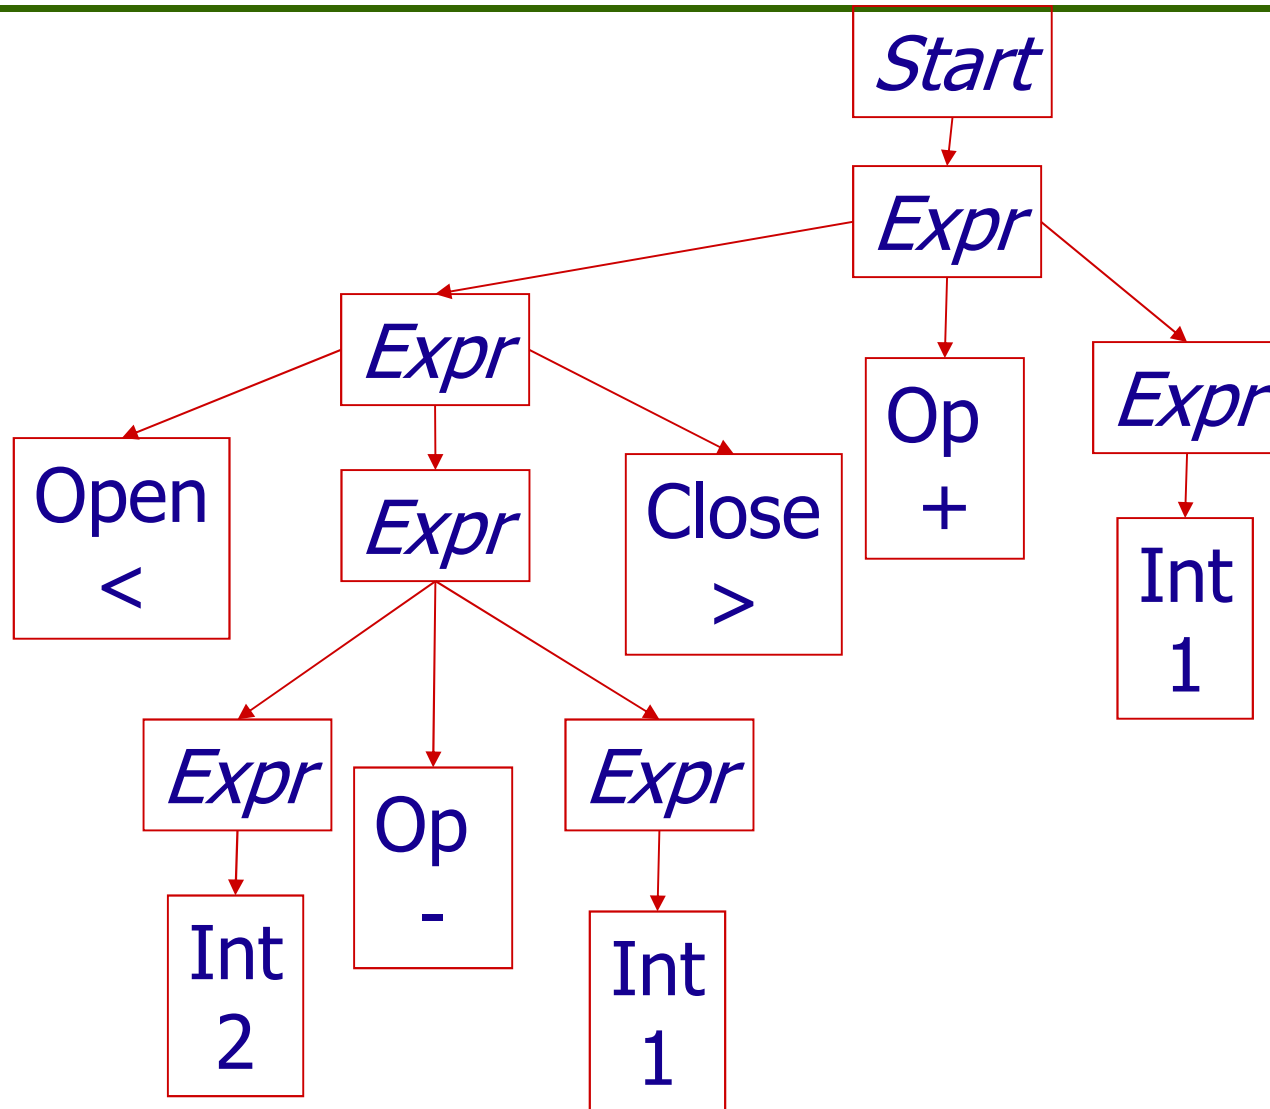 Start
Expr
Expr
Op
+
Expr
Open
<
Expr
Close
>
Int
1
Expr
Op
-
Expr
Int
2
Int
1